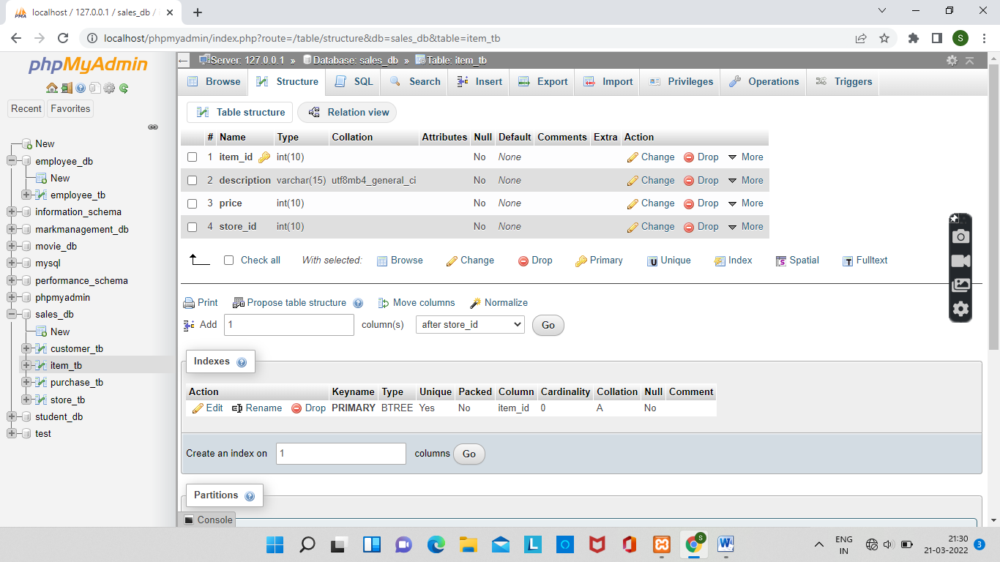 localhost / 127.0.0.1 / sales_db /
localhost/phpmyadmin/index.php?route=/table/structure&db=sales_db&table=item_tb
S
phpMyAdmin
Recent Favorites
New
employee_db
New
employee_tb
information_schema
markmanagement_db
movie_db
mysql
performance_schema
phpmyadmin
sales_db
New
customer_tb
item_tb
purchase_tb
store_tb
student_db
test
Server: 127.0.0.1 » Database: sales_db » Table: item_tb
Browse Structure SQL Search Insert Export Import Privileges Operations Triggers
Table structure Relation view
# Name Type Collation Attributes Null Default Comments Extra Action
1 item_id int(10) No None Change Drop More
2 description varchar(15) utf8mb4_general_ci No None Change Drop More
3 price int(10) No None Change Drop More
4 store_id int(10) No None Change Drop More
Check all With selected: Browse Change Drop Primary Unique Index Spatial Fulltext
Print Propose table structure Move columns Normalize
Add 1 column(s) after store_id Go
Indexes
Action Keyname Type Unique Packed Column Cardinality Collation Null Comment
Edit Rename Drop PRIMARY BTREE Yes No item_id 0 A No
Create an index on 1 columns Go
Partitions
Console
ENG
IN
21:30
21-03-2022
3